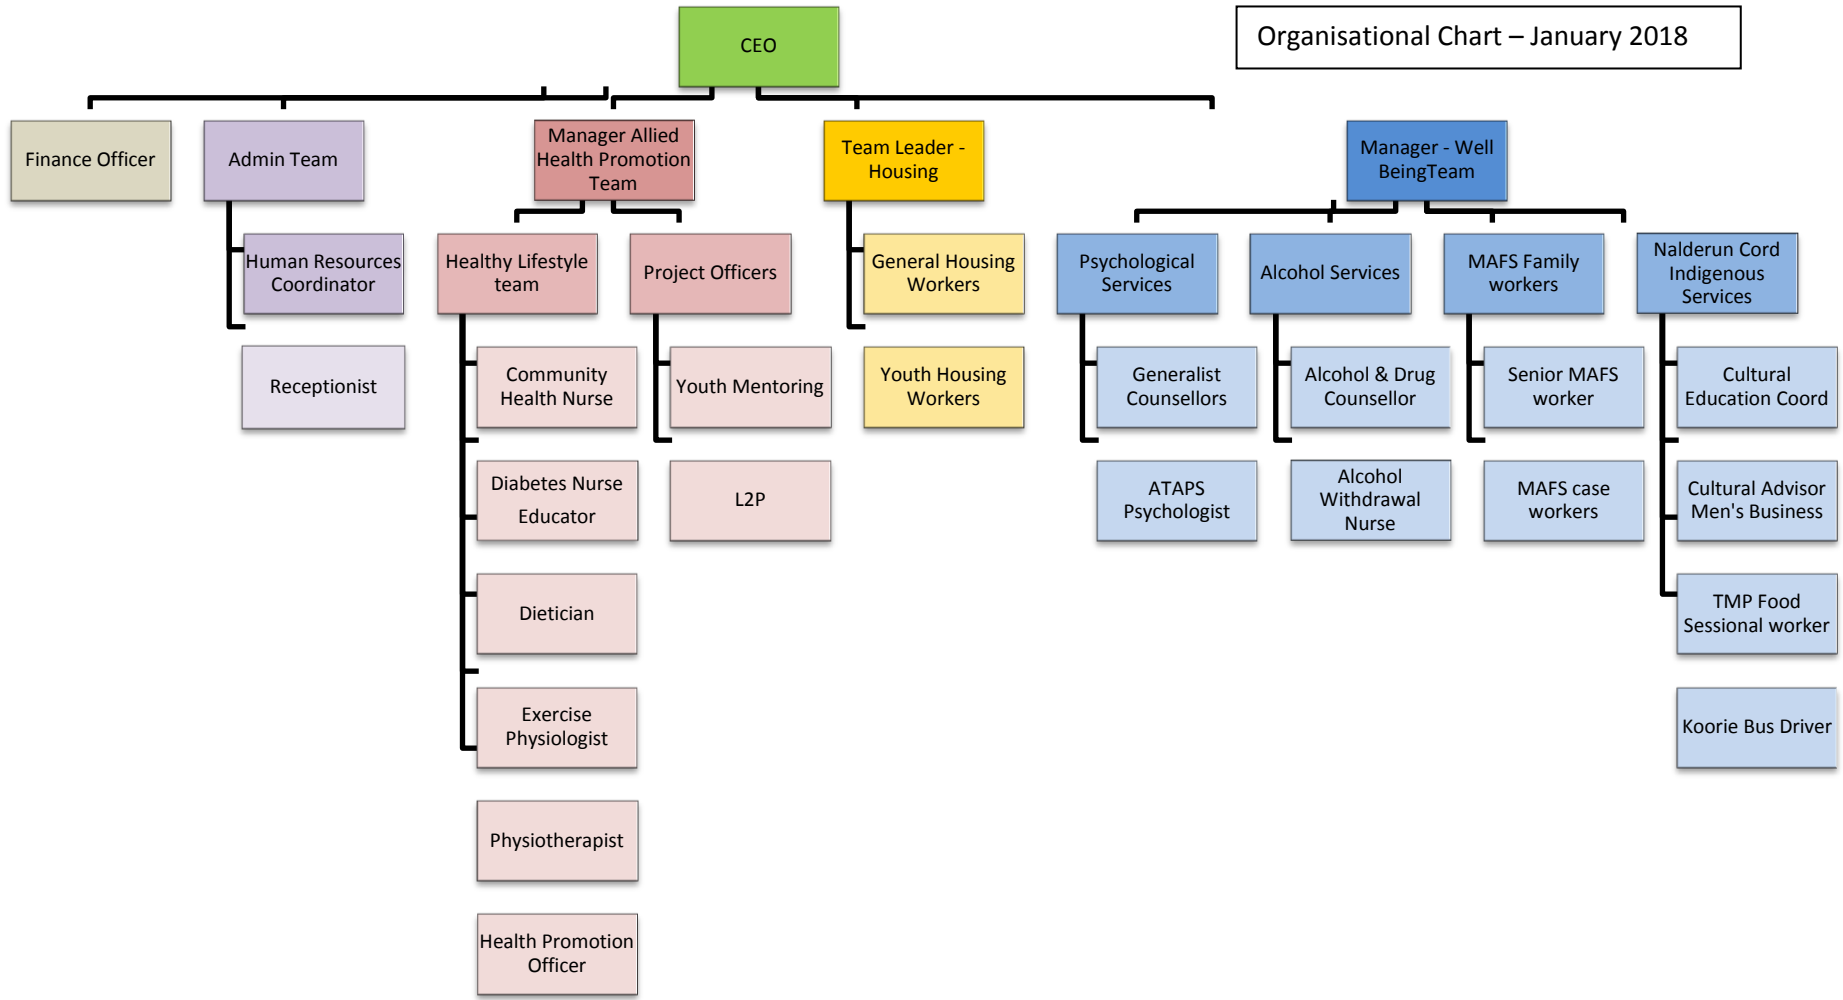 CEO
Organisational Chart – January 2018
Finance Officer
Admin Team
Manager Allied
Health Promotion
Team
Team Leader -
Housing
Manager - Well
BeingTeam
Human Resources
Coordinator
Healthy Lifestyle
team
Project Officers
General Housing
Workers
Psychological
Services
Alcohol Services
MAFS Family
workers
Nalderun Cord
Indigenous
Services
Receptionist
Community
Health Nurse
Youth Mentoring
Youth Housing
Workers
Generalist
Counsellors
Alcohol & Drug
Counsellor
Senior MAFS
worker
Cultural
Education Coord
Diabetes Nurse
Educator
L2P
ATAPS
Psychologist
Alcohol
Withdrawal
Nurse
MAFS case
workers
Cultural Advisor
Men's Business
Dietician
TMP Food
Sessional worker
Exercise
Physiologist
Koorie Bus Driver
Physiotherapist
Health Promotion
Officer